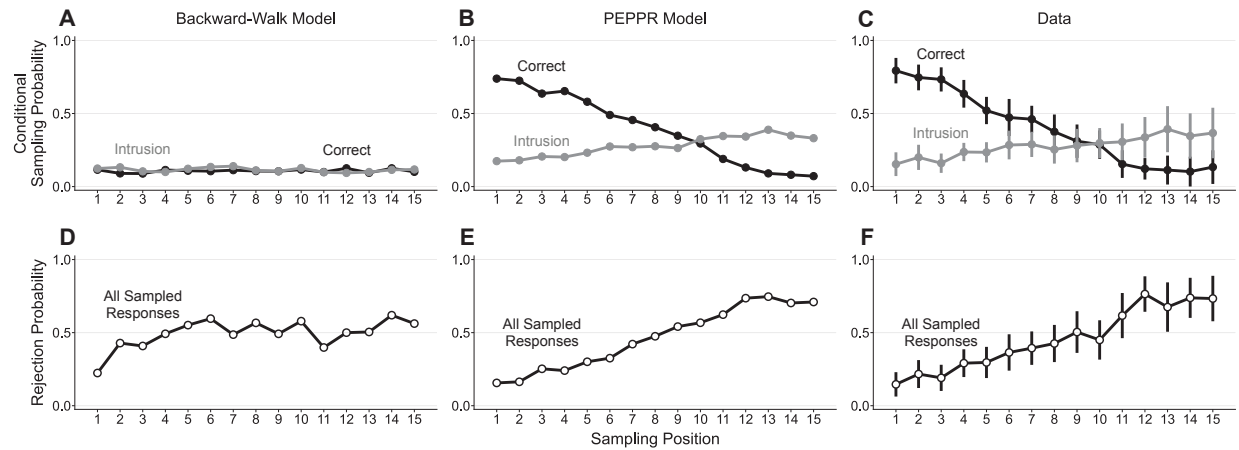 A Backward-Walk Model B PEPPR Model C Data
Conditional
Sampling Probability
1.0
0.5
0.0
Intrusion
Correct
1 2 3 4 5 6 7 8 9 10 11 12 13 14 15
1.0
0.5
0.0
Correct
Intrusion
1 2 3 4 5 6 7 8 9 10 11 12 13 14 15
1.0
0.5
0.0
Correct
Intrusion
1 2 3 4 5 6 7 8 9 10 11 12 13 14 15
D E F
Rejection Probability
1.0
0.5
0.0
All Sampled
Responses
1 2 3 4 5 6 7 8 9 10 11 12 13 14 15
1.0
0.5
0.0
All Sampled
Responses
1 2 3 4 5 6 7 8 9 10 11 12 13 14 15
1.0
0.5
0.0
All Sampled
Responses
1 2 3 4 5 6 7 8 9 10 11 12 13 14 15
Sampling Position